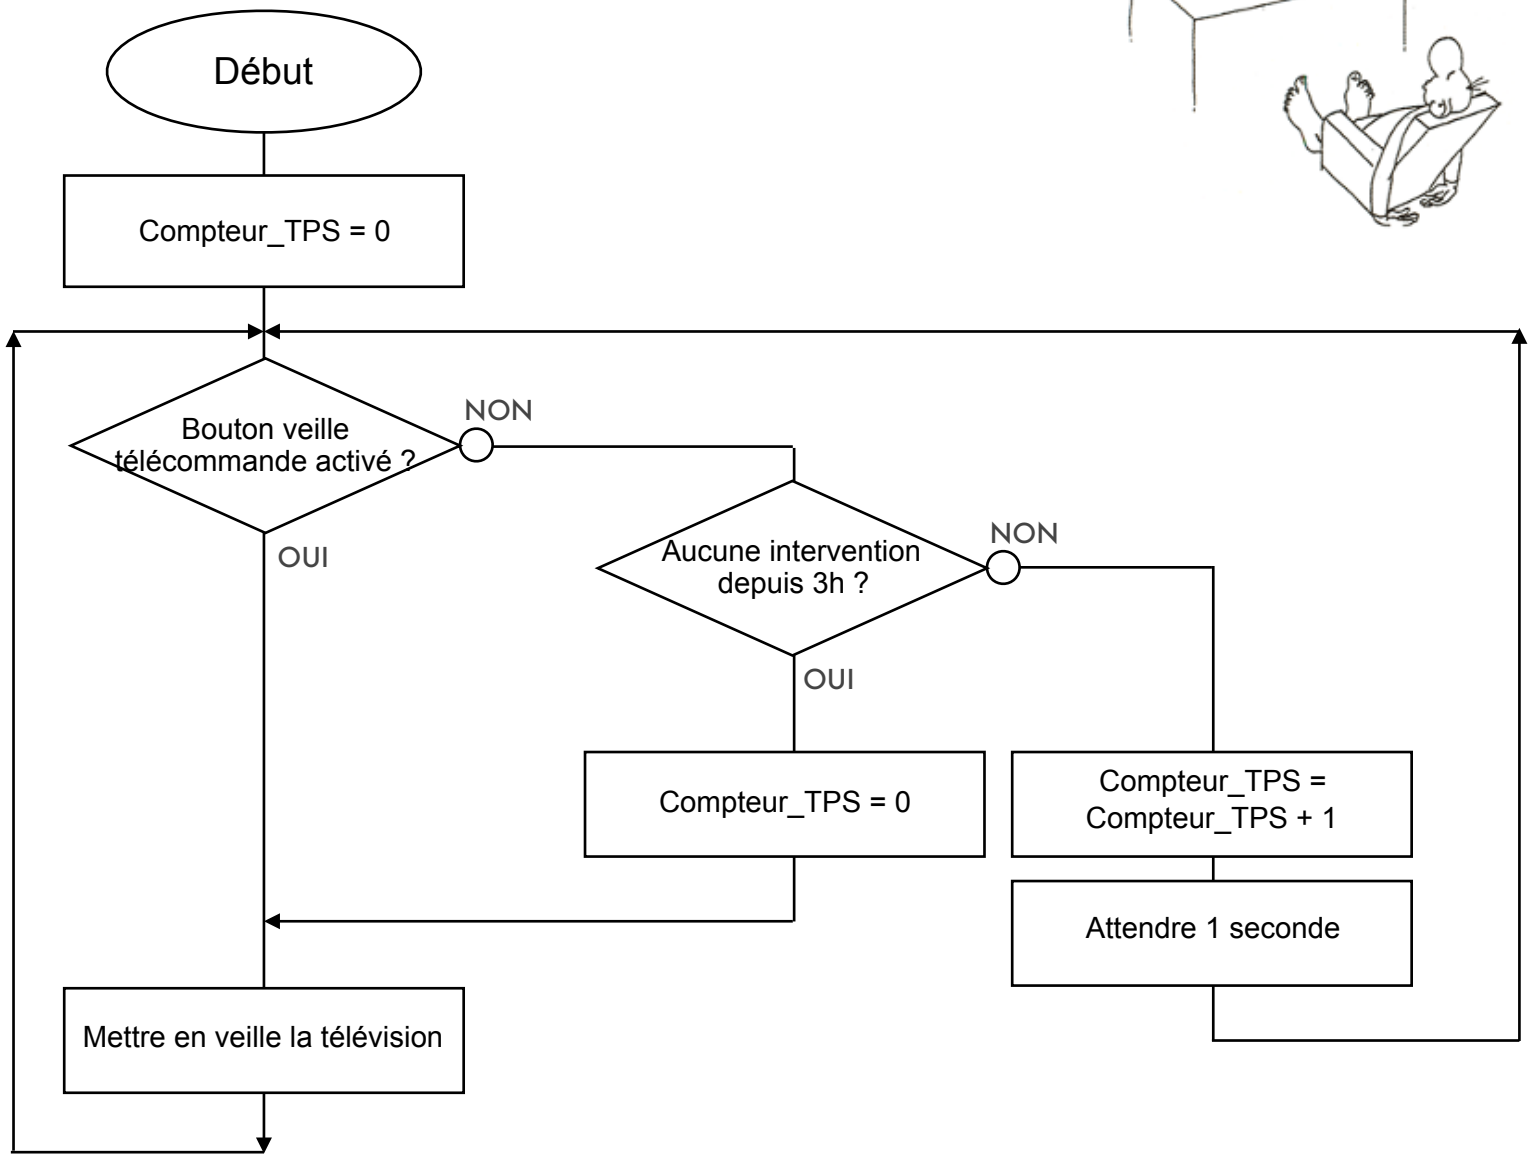 Début
Compteur_TPS = 0
NON
Bouton veille
télécommande activé ?
OUI
NON
Aucune intervention
depuis 3h ?
OUI
Compteur_TPS = 0
Compteur_TPS =
Compteur_TPS + 1
Attendre 1 seconde
Mettre en veille la télévision